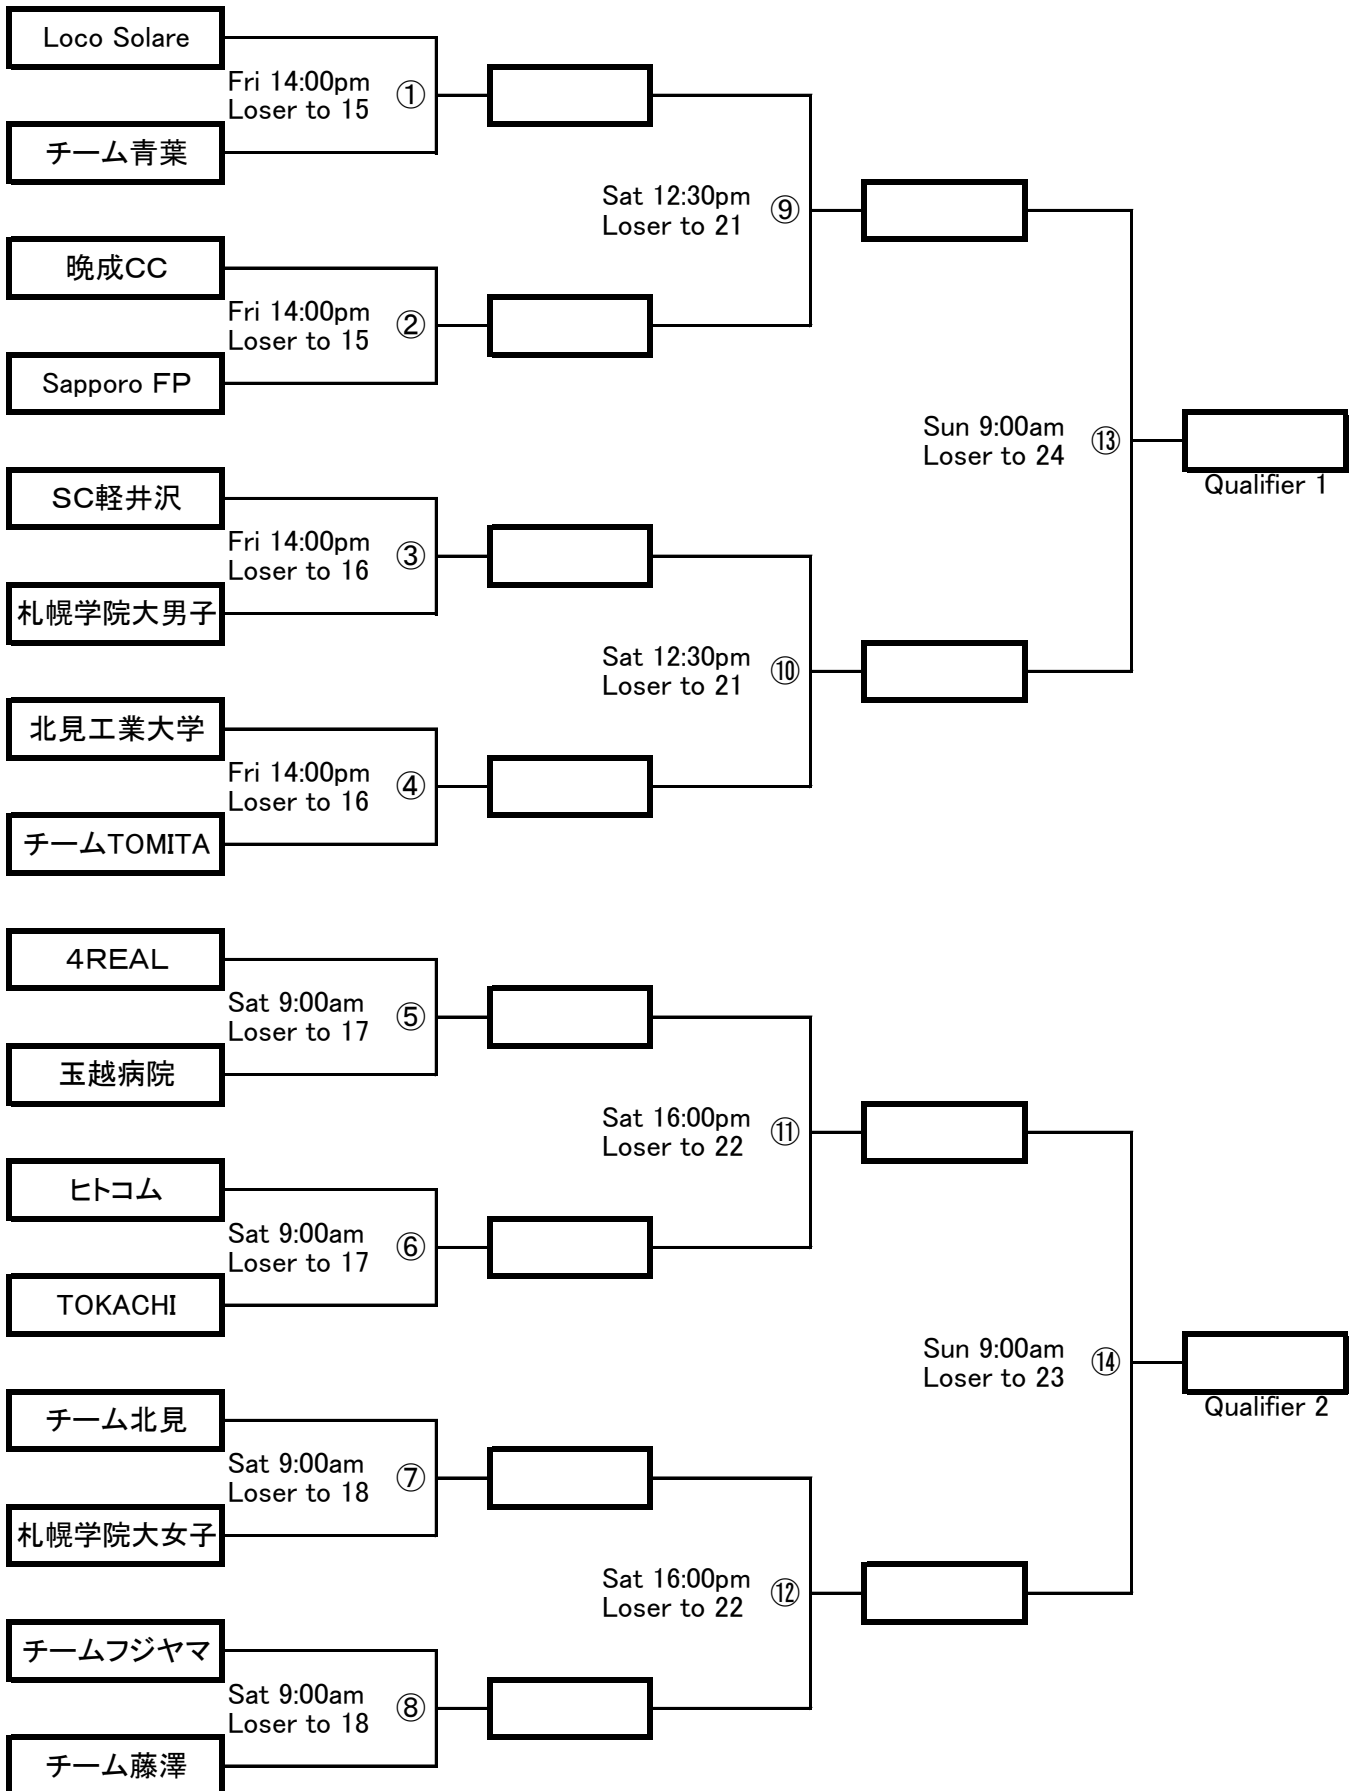 Loco Solare
Fri 14:00pm
Loser to 15
①
チーム青葉
Sat 12:30pm
Loser to 21
⑨
晩成CC
Fri 14:00pm
Loser to 15
②
Sapporo FP
Sun 9:00am
Loser to 24
⑬
Qualifier 1
SC軽井沢
Fri 14:00pm
Loser to 16
③
札幌学院大男子
Sat 12:30pm
Loser to 21
⑩
北見工業大学
Fri 14:00pm
Loser to 16
④
チームTOMITA
4REAL
Sat 9:00am
Loser to 17
⑤
玉越病院
Sat 16:00pm
Loser to 22
⑪
ヒトコム
Sat 9:00am
Loser to 17
⑥
TOKACHI
Sun 9:00am
Loser to 23
⑭
Qualifier 2
チーム北見
Sat 9:00am
Loser to 18
⑦
札幌学院大女子
Sat 16:00pm
Loser to 22
⑫
チームフジヤマ
Sat 9:00am
Loser to 18
⑧
チーム藤澤